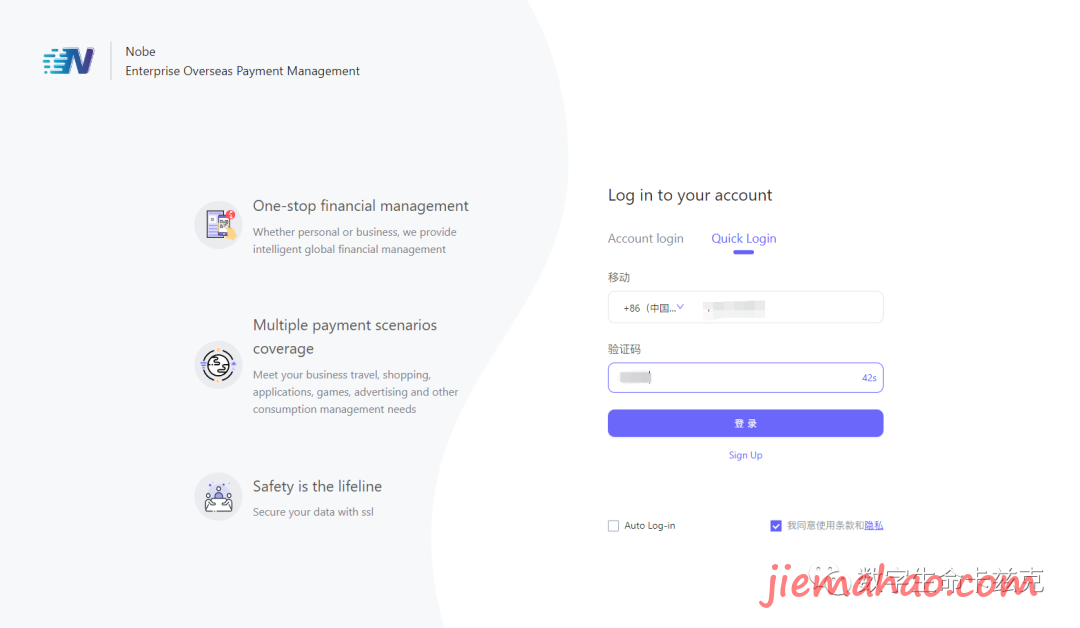 Nobe
Enterprise Overseas Payment Management
One-stop financial management
Whether personal or business, we provide
intelligent global financial management
Multiple payment scenarios
coverage
Meet your business travel, shopping,
applications, games, advertising and other
consumption management needs
Safety is the lifeline
Secure your data with ssl
Log in to your account
Account login Quick Login
移动
+86（中国...
验证码
42s
登 录
Sign Up
Auto Log-in 我同意使用条款和隐私
数字生命卡兹克
jiemahao.com